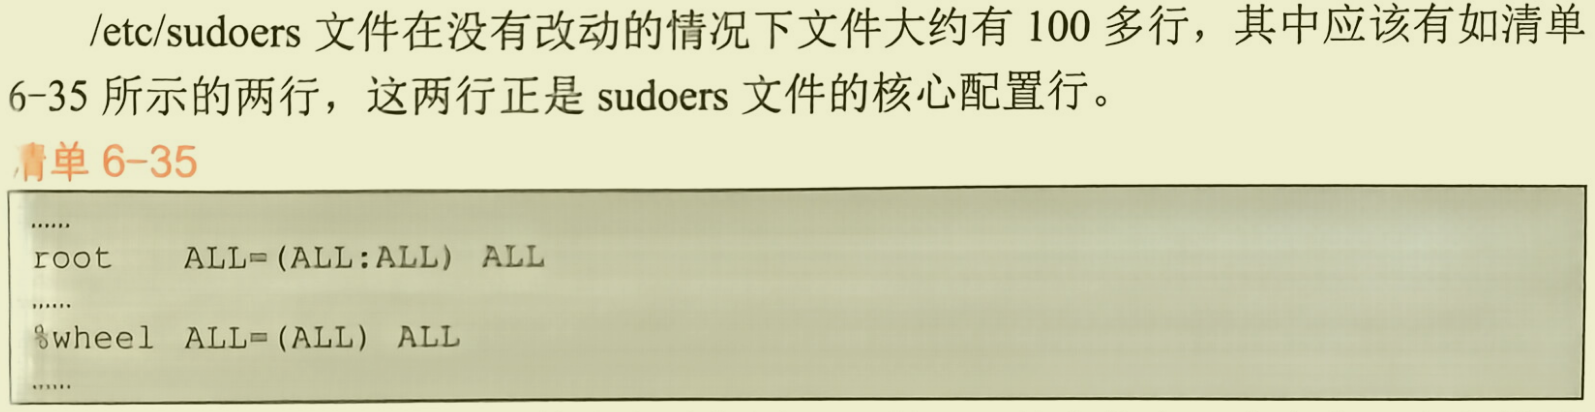 /etc/sudoers 文件在没有改动的情况下文件大约有 100 多行，其中应该有如清单
6-35 所示的两行，这两行正是 sudoers 文件的核心配置行。
清单 6-35
......
root    ALL=(ALL:ALL) ALL
......
%wheel ALL=(ALL) ALL
......